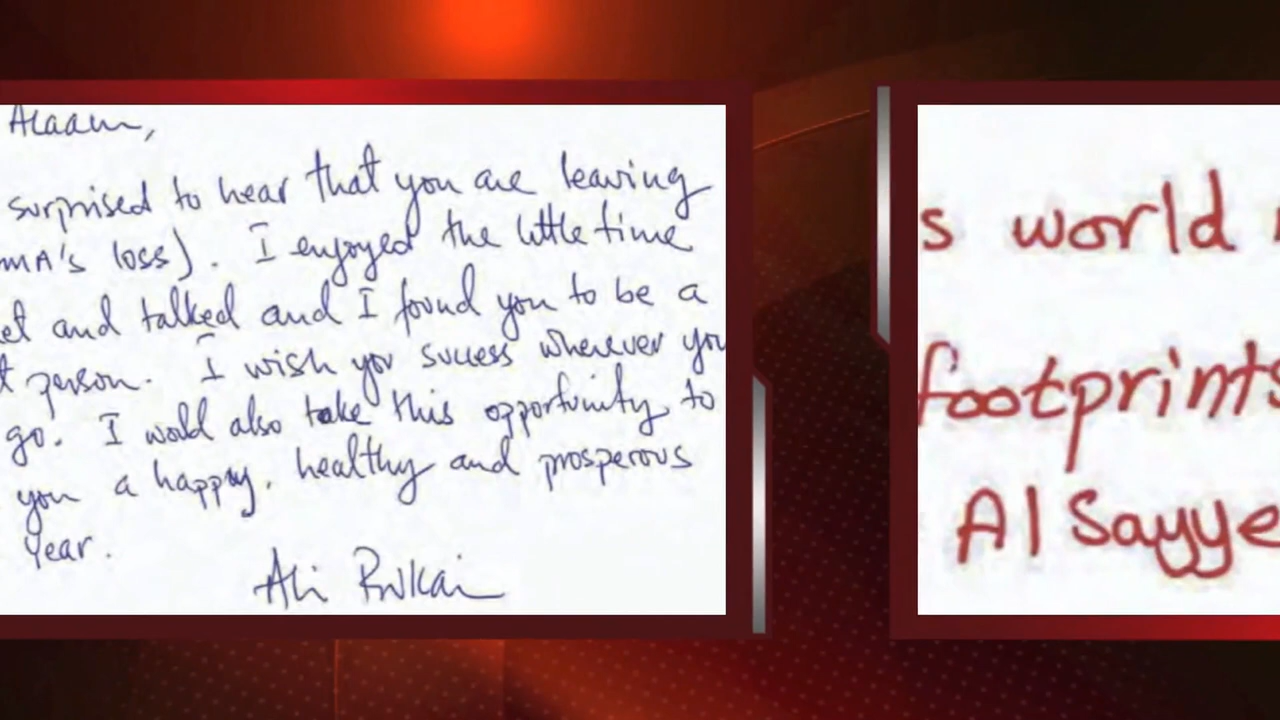 Alaam,
surprised to hear that you are leaving
MA's loss). I enjoyed the little time
et and talked and I found you to be a
t person. I wish you success wherever you
go. I would also take this opportunity to
you a happy, healthy and prosperous
Year.
Ali
s world
footprints
Al Sayye